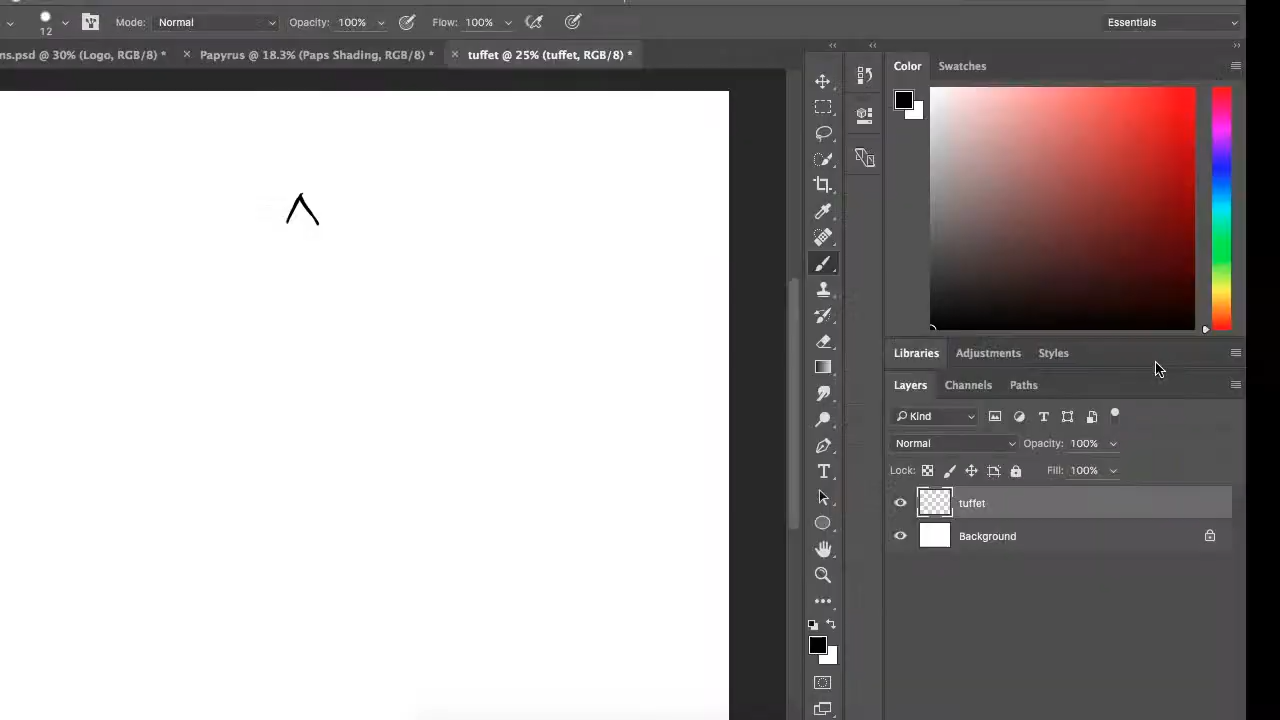 12 Mode: Normal Opacity: 100% Flow: 100% Essentials
ns.psd @ 30% (Logo, RGB/8) * × Papyrus @ 18.3% (Paps Shading, RGB/8) * × tuffet @ 25% (tuffet, RGB/8) *
Color Swatches
Libraries Adjustments Styles
Layers Channels Paths
Kind
Normal Opacity: 100%
Lock: Fill: 100%
tuffet
Background